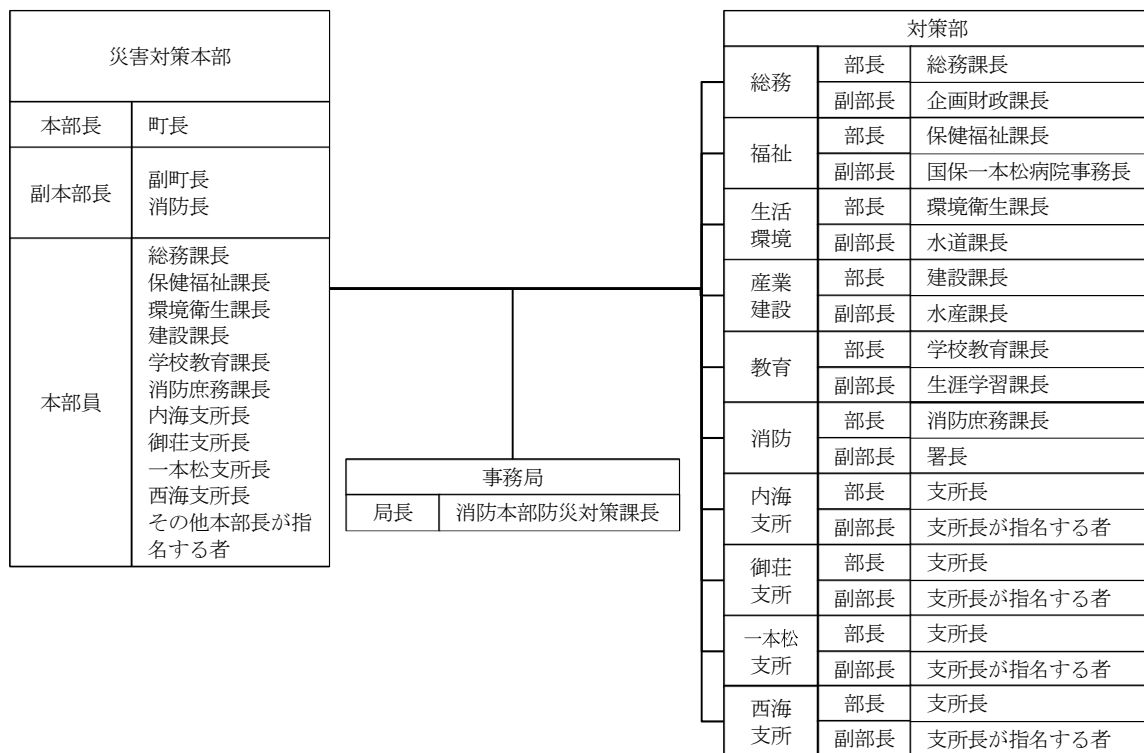 災害対策本部
本部長 町長
副本部長 副町長
消防長
本部員 総務課長
保健福祉課長
環境衛生課長
建設課長
学校教育課長
消防庶務課長
内海支所長
御荘支所長
一本松支所長
西海支所長
その他本部長が指
名する者
事務局
局長 消防本部防災対策課長
対策部
総務 部長 総務課長
副部長 企画財政課長
福祉 部長 保健福祉課長
副部長 国保一本松病院事務長
生活
環境
部長 環境衛生課長
副部長 水道課長
産業
建設
部長 建設課長
副部長 水産課長
教育 部長 学校教育課長
副部長 生涯学習課長
消防 部長 消防庶務課長
副部長 署長
内海
支所
部長 支所長
副部長 支所長が指名する者
御荘
支所
部長 支所長
副部長 支所長が指名する者
一本松
支所
部長 支所長
副部長 支所長が指名する者
西海
支所
部長 支所長
副部長 支所長が指名する者